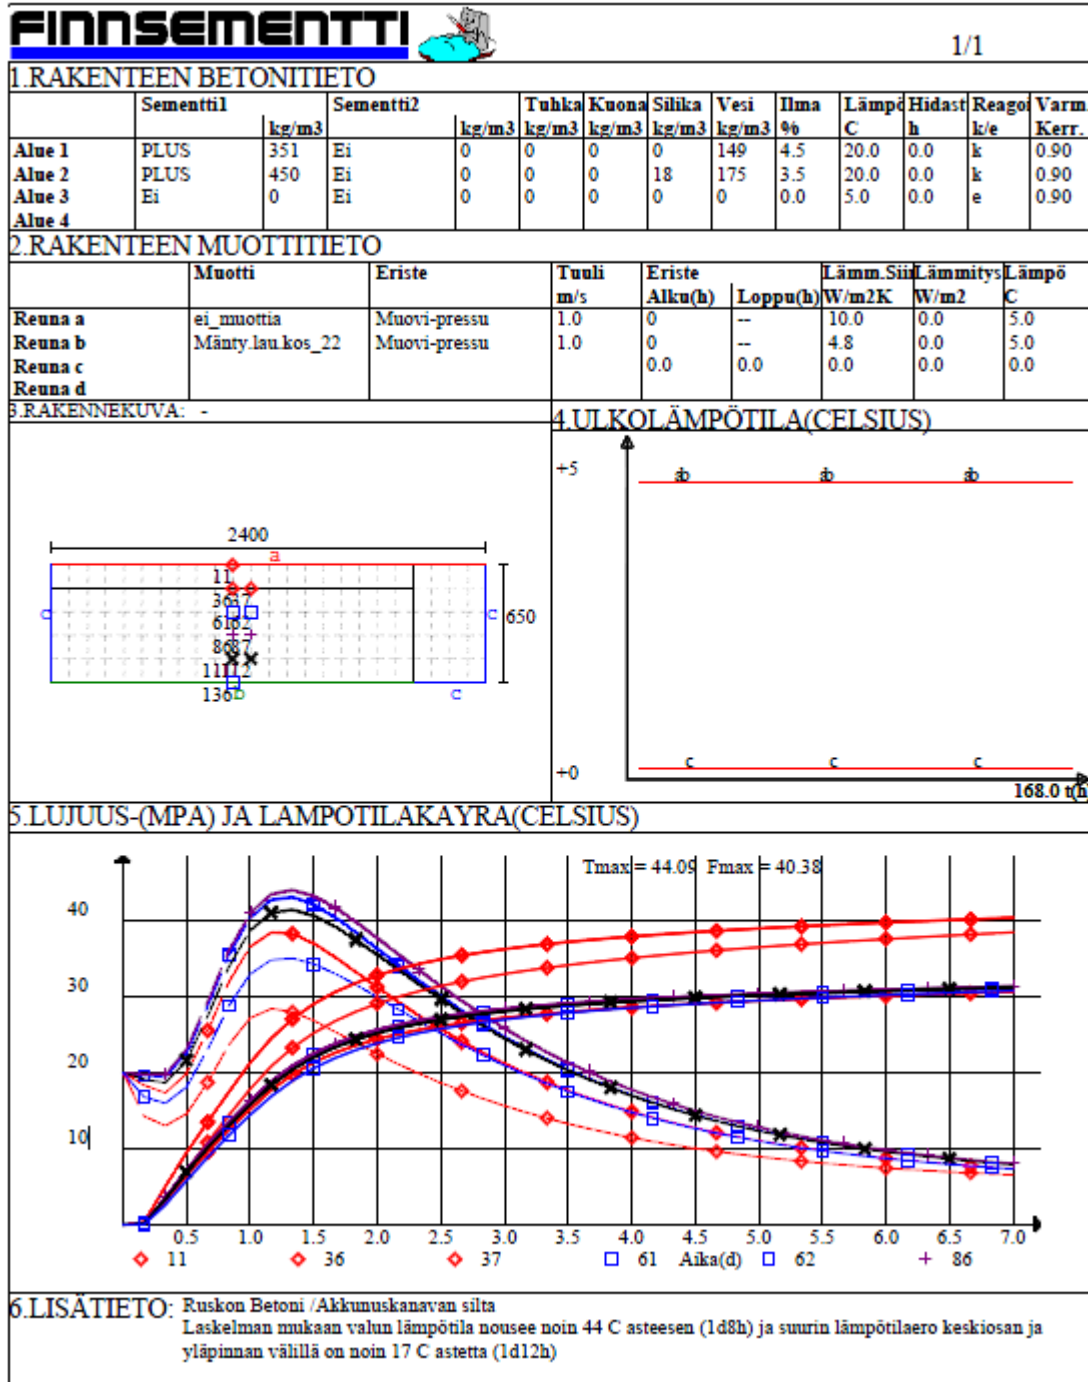 FINNSEMENTTI
1/1
1.RAKENTEEN BETONITIETO
Sementti1 Sementti2 Tuhka Kuona Silika Vesi Ilma Lämpö Hidast Reagoi Varm.
kg/m3 kg/m3 kg/m3 kg/m3 kg/m3 kg/m3 % C h k/e Kerr.
Alue 1 PLUS 351 Ei 0 0 0 0 149 4.5 20.0 0.0 k 0.90
Alue 2 PLUS 450 Ei 0 0 0 18 175 3.5 20.0 0.0 k 0.90
Alue 3 Ei 0 Ei 0 0 0 0 0 0.0 5.0 0.0 e 0.90
Alue 4
2.RAKENTEEN MUOTTITIETO
Muotti Eriste Tuuli Eriste Lämm.Siir Lämmitys Lämpö
m/s Alku(h) Loppu(h) W/m2K W/m2 C
Reuna a ei_muottia Muovi-pressu 1.0 0 -- 10.0 0.0 5.0
Reuna b Mänty.lau.kos_22 Muovi-pressu 1.0 0 -- 4.8 0.0 5.0
Reuna c 0.0 0.0 0.0 0.0 0.0
Reuna d
3.RAKENNEKUVA: -
4.ULKOLÄMPÖTILA(CELSIUS)
+5
ab ab ab
2400
a
11
36 37
c c 650
61 62
86 87
111 112
136 b c
c c c
+0
168.0 t(h)
5.LUJUUS-(MPA) JA LAMPOTILAKAYRA(CELSIUS)
Tmax = 44.09 Fmax = 40.38
40
30
20
10
0.5 1.0 1.5 2.0 2.5 3.0 3.5 4.0 4.5 5.0 5.5 6.0 6.5 7.0
11 36 37 61 Aika(d) 62 86
6.LISÄTIETO: Ruskon Betoni /Akkunuskanavan silta
Laskelman mukaan valun lämpötila nousee noin 44 C asteesen (1d8h) ja suurin lämpötilaero keskiosan ja
yläpinnan välillä on noin 17 C astetta (1d12h)